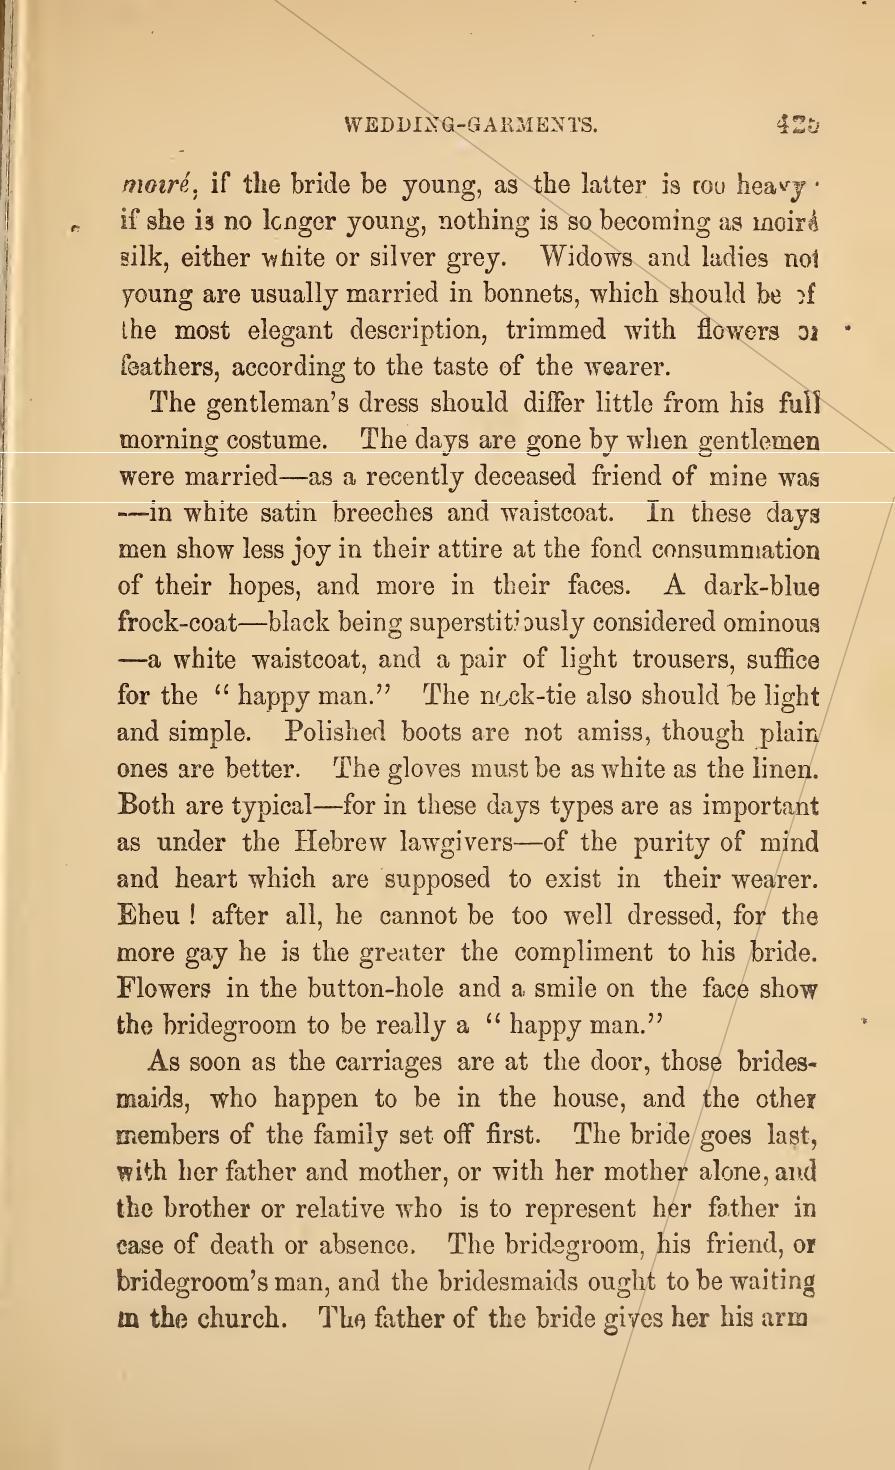 WEDDING-GARMENTS. 425
moiré, if the bride be young, as the latter is too heavy
if she is no longer young, nothing is so becoming as moiré
silk, either white or silver grey. Widows and ladies not
young are usually married in bonnets, which should be of
the most elegant description, trimmed with flowers or
feathers, according to the taste of the wearer.
The gentleman's dress should differ little from his full
morning costume. The days are gone by when gentlemen
were married—as a recently deceased friend of mine was
—in white satin breeches and waistcoat. In these days
men show less joy in their attire at the fond consummation
of their hopes, and more in their faces. A dark-blue
frock-coat—black being superstitiously considered ominous
—a white waistcoat, and a pair of light trousers, suffice
for the “ happy man.” The neck-tie also should be light
and simple. Polished boots are not amiss, though plain
ones are better. The gloves must be as white as the linen.
Both are typical—for in these days types are as important
as under the Hebrew lawgivers—of the purity of mind
and heart which are supposed to exist in their wearer.
Eheu ! after all, he cannot be too well dressed, for the
more gay he is the greater the compliment to his bride.
Flowers in the button-hole and a smile on the face show
the bridegroom to be really a “ happy man.”
As soon as the carriages are at the door, those brides-
maids, who happen to be in the house, and the other
members of the family set off first. The bride goes last,
with her father and mother, or with her mother alone, and
the brother or relative who is to represent her father in
case of death or absence. The bridegroom, his friend, or
bridegroom's man, and the bridesmaids ought to be waiting
in the church. The father of the bride gives her his arm